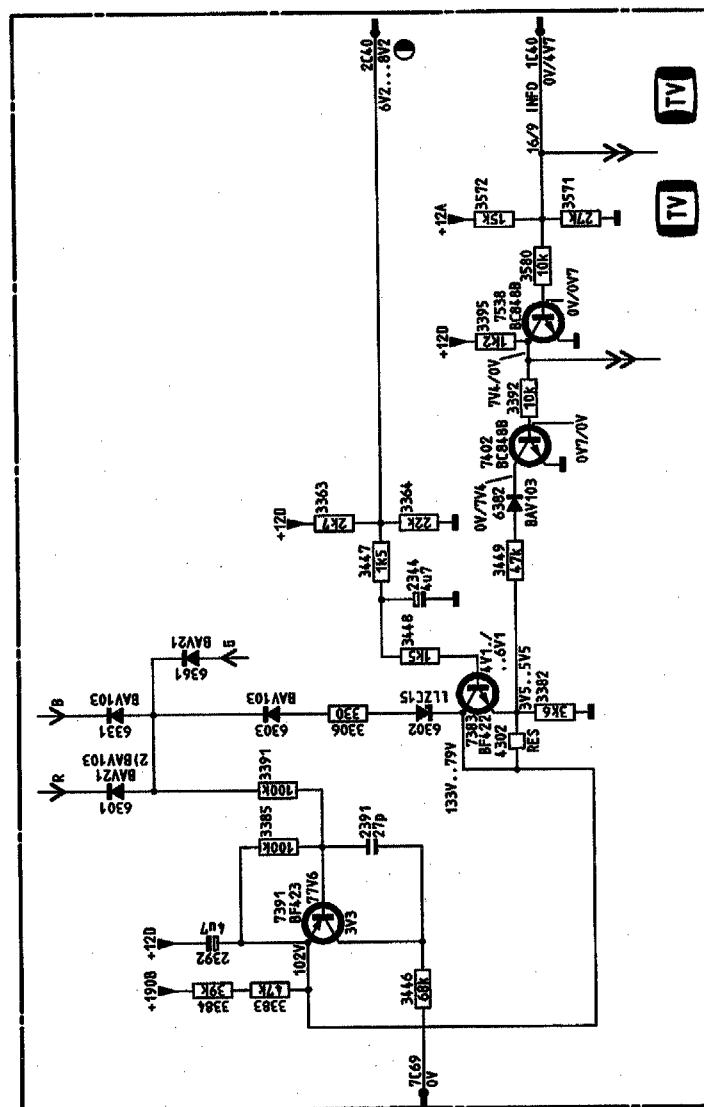 2C40
6V2...8V2
16/9 INFO 1C40
0V/4V7
TV
TV
+12A
3572
15k
3571
27k
3580
10k
7538
BC848B
0V/0V7
+12D
3395
1k2
7V4/0V
3392
10k
7402
BC848B
0V7/0V
0V/7V4
6382
BAV103
3449
47k
+12D
3363
2k7
3364
22k
3447
1k5
2344
4u7
3448
1k5
4V1./
..6V1
7383
BF422
4302
RES
3V5..5V5
3382
3k6
133V..79V
B
BAV103
6331
BAV21
6361
G
BAV103
6303
330
3306
LLZC15
6302
R
2)BAV103
BAV21
6301
3391
100k
3385
100k
2391
27p
7391
BF423
77V6
3V3
102V
+12D
4u7
2392
+190B
39k
3384
47k
3383
3446
68k
7C69
0V